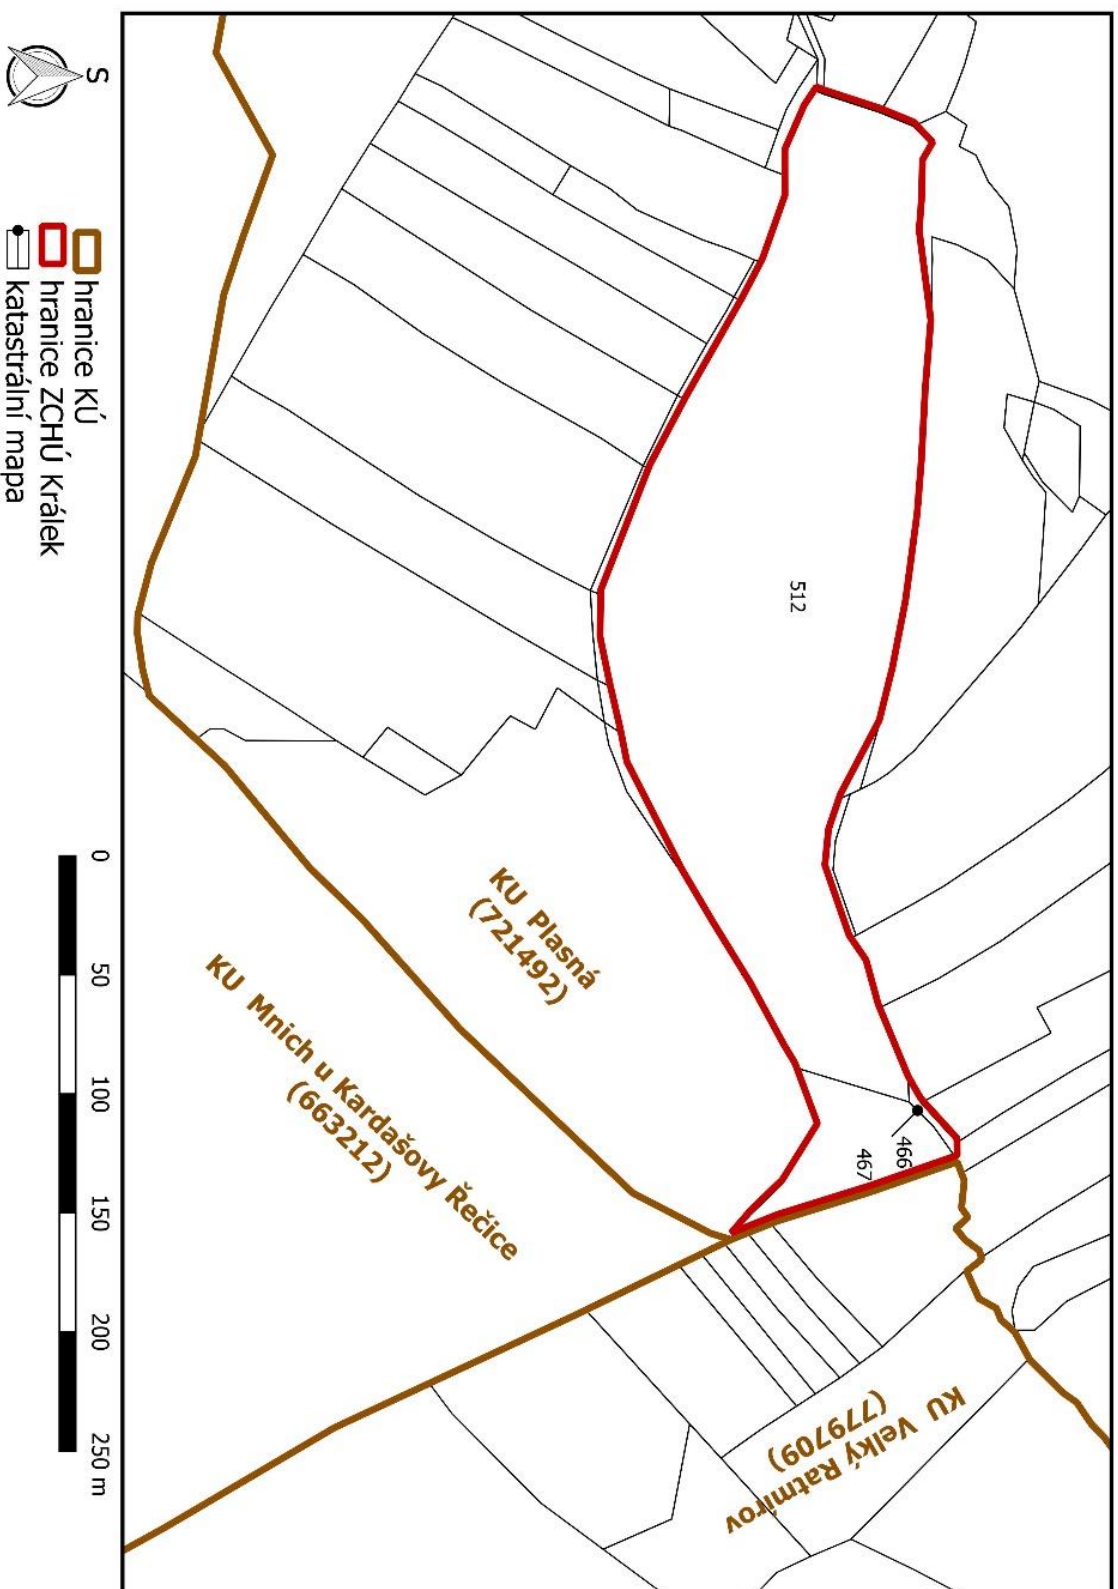 512
466
467
KU Plasná
(721492)
KU Mnich u Kardašovy Řečice
(663212)
KU Velký Ratmírov
(779709)
S
hranice KÚ
hranice ZCHÚ Králek
katastrální mapa
0 50 100 150 200 250 m